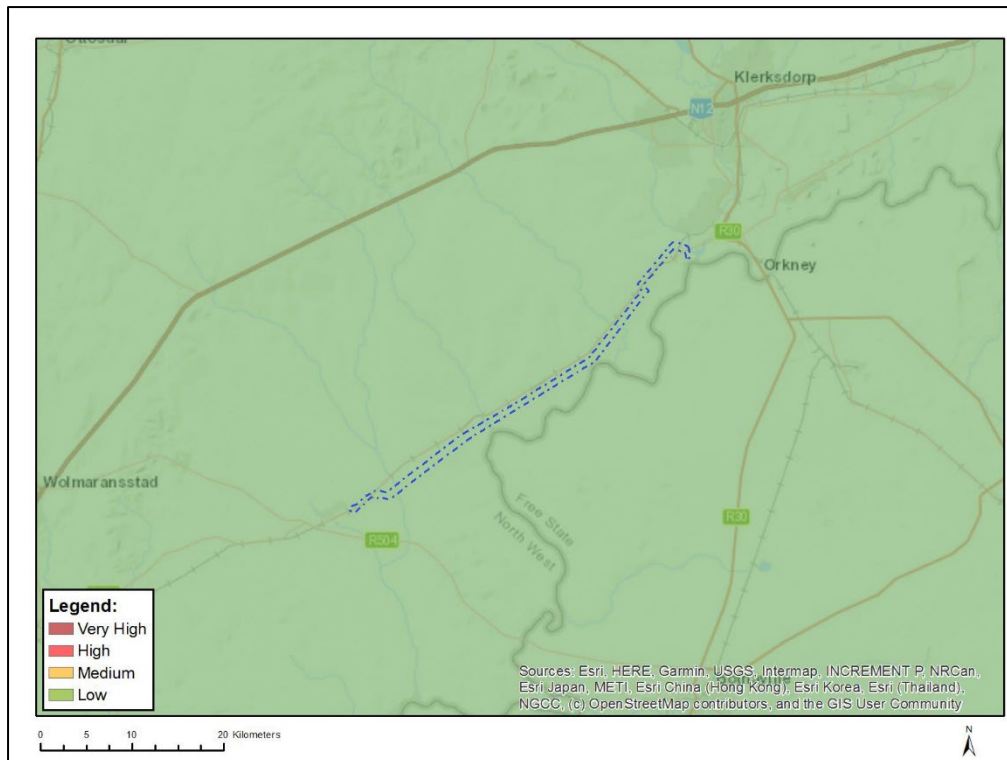 Klerksdorp
N12
R30
Orkney
Wolmaransstad
R504
Free State
North West
R30
Legend:
Very High
High
Medium
Low
Sources: Esri, HERE, Garmin, USGS, Intermap, INCREMENT P, NRCan,
Esri Japan, METI, Esri China (Hong Kong), Esri Korea, Esri (Thailand),
NGCC, (c) OpenStreetMap contributors, and the GIS User Community
0 5 10 20 Kilometers
N